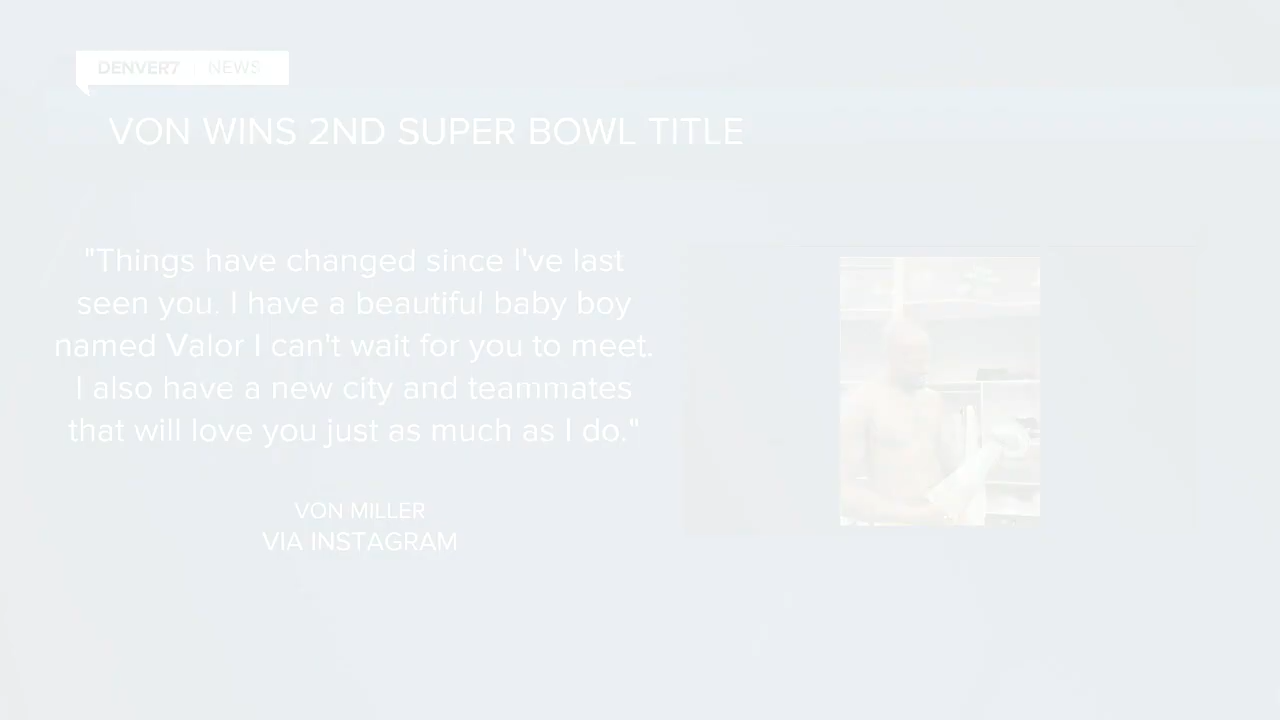 DENVER7 | NEWS
VON WINS 2ND SUPER BOWL TITLE
"Things have changed since I've last
seen you. I have a beautiful baby boy
named Valor I can't wait for you to meet.
I also have a new city and teammates
that will love you just as much as I do."
VON MILLER
VIA INSTAGRAM